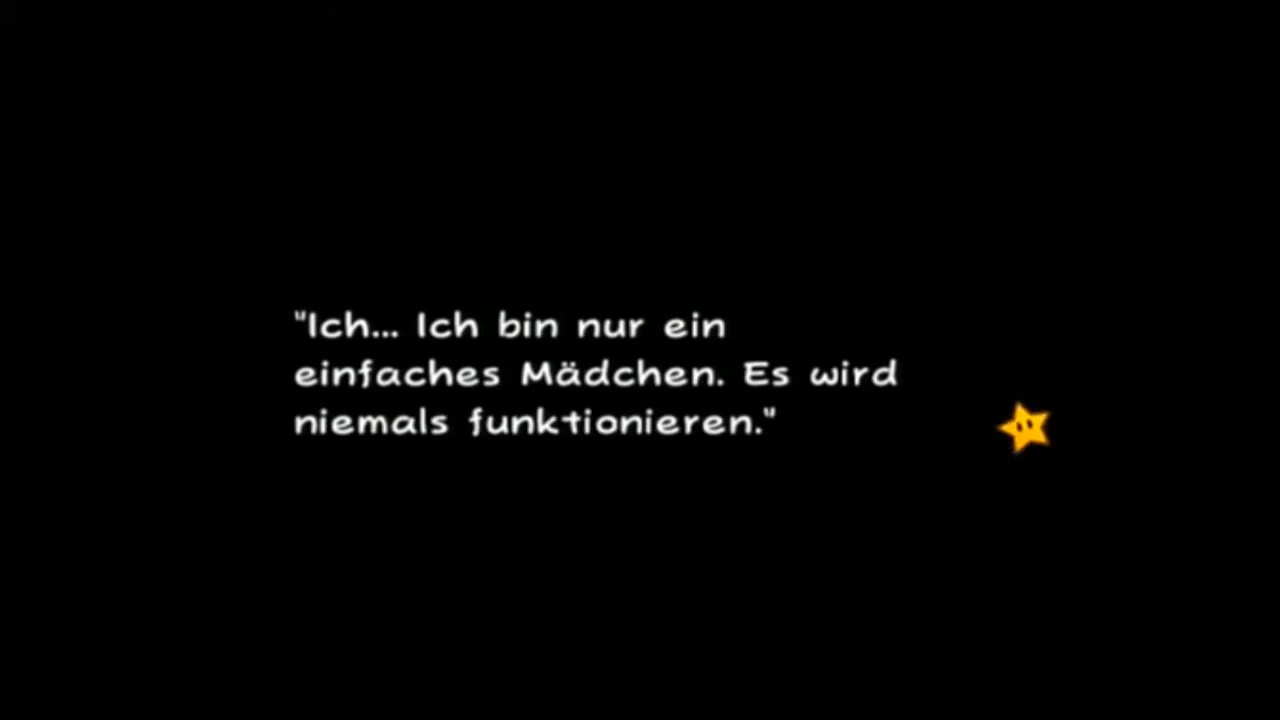 "Ich... Ich bin nur ein
einfaches Mädchen. Es wird
niemals funktionieren."